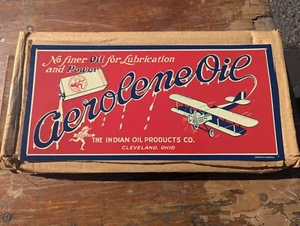 No finer Oil for Lubrication
and Power
Aerolene Oil
THE INDIAN OIL PRODUCTS CO.
CLEVELAND, OHIO